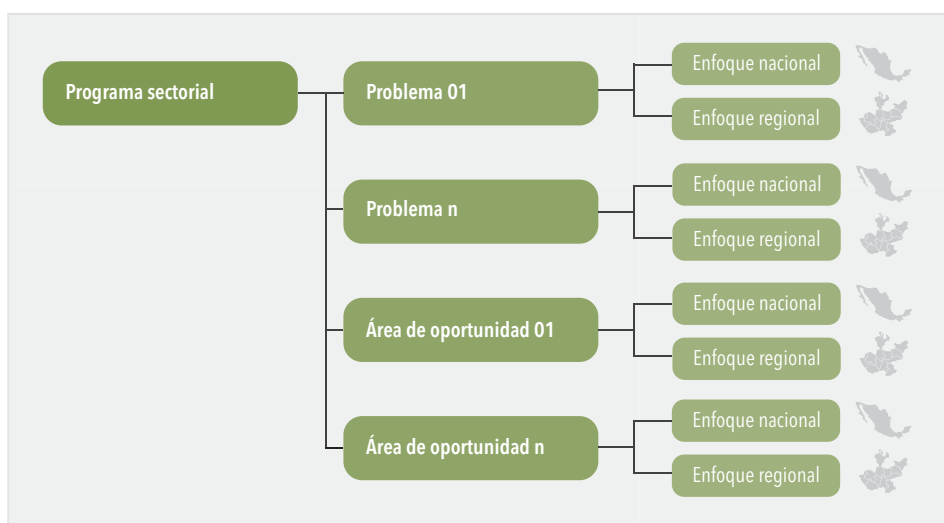 Programa sectorial
Problema 01
Enfoque nacional
Enfoque regional
Problema n
Enfoque nacional
Enfoque regional
Área de oportunidad 01
Enfoque nacional
Enfoque regional
Área de oportunidad n
Enfoque nacional
Enfoque regional